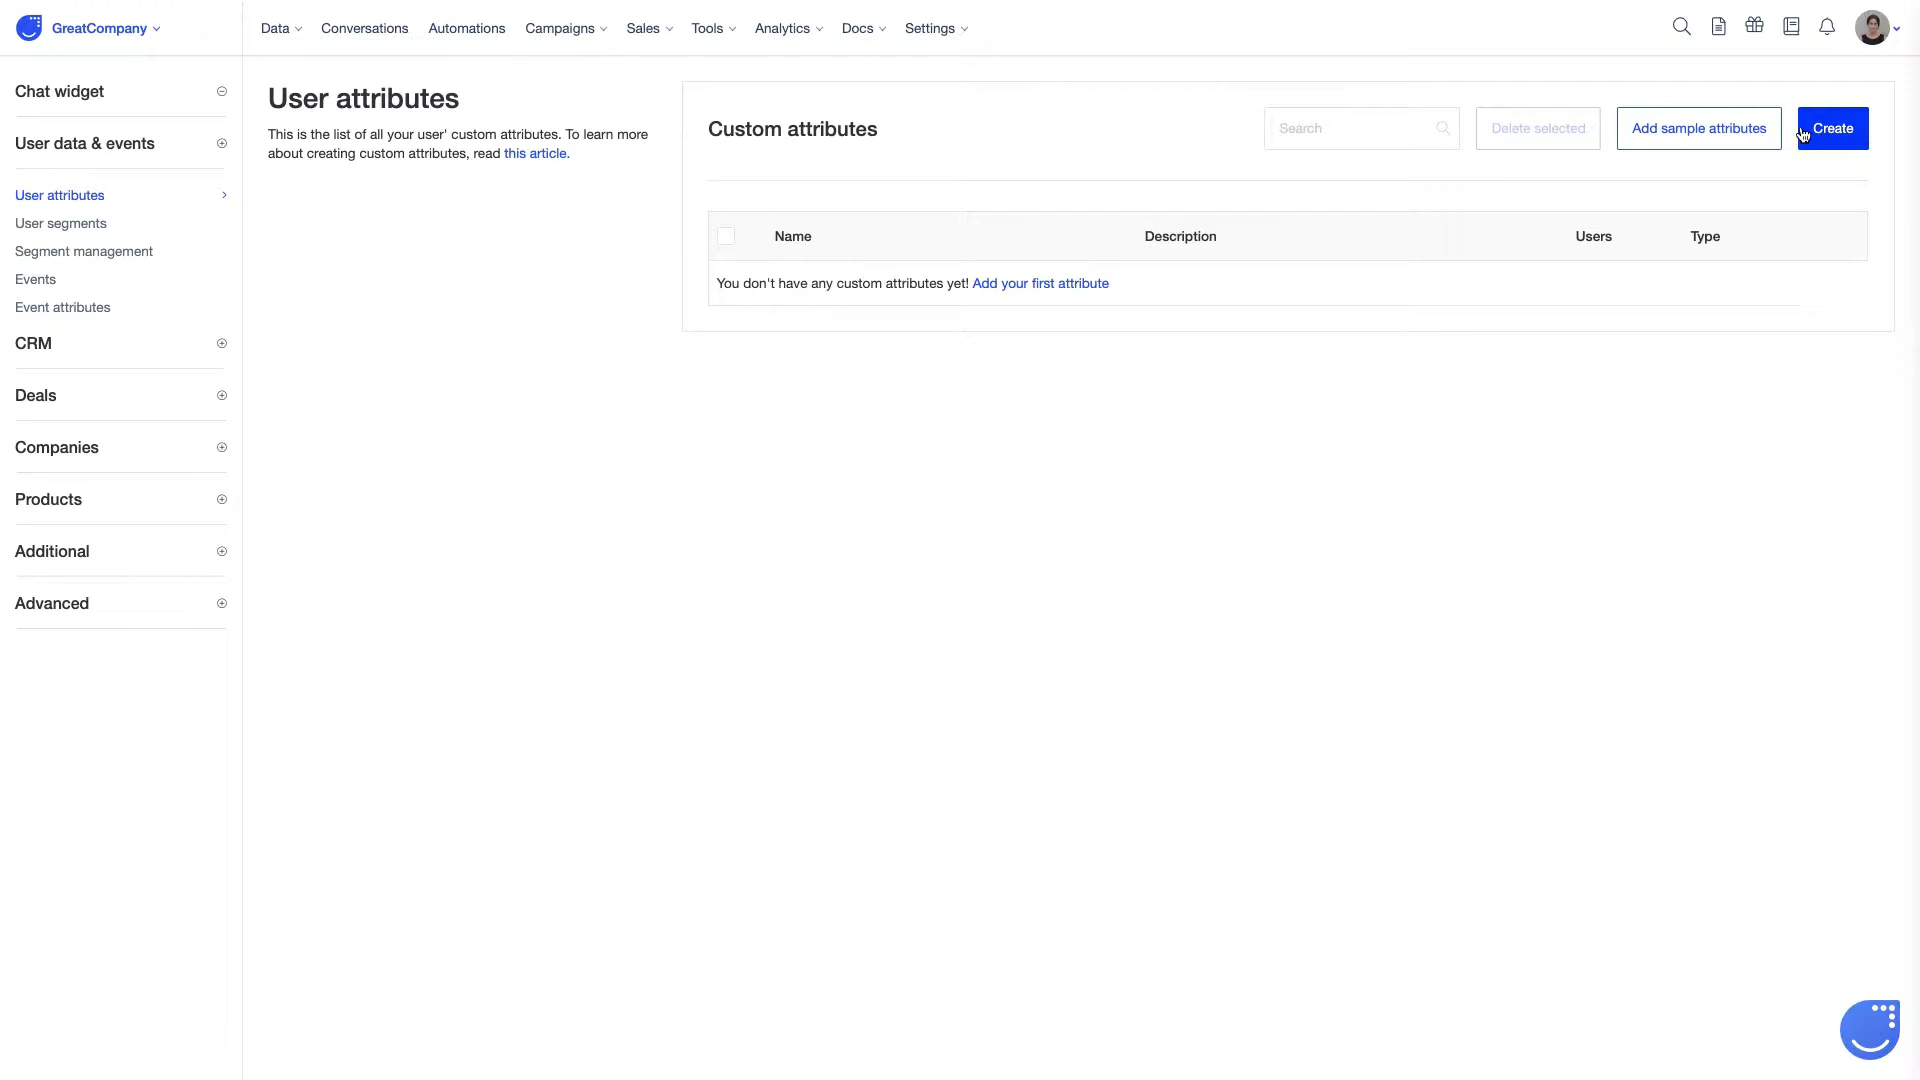 GreatCompany
Data
Conversations
Automations
Campaigns
Sales
Tools
Analytics
Docs
Settings
Chat widget
User data & events
User attributes
User segments
Segment management
Events
Event attributes
CRM
Deals
Companies
Products
Additional
Advanced
User attributes
This is the list of all your user' custom attributes. To learn more
about creating custom attributes, read this article.
Custom attributes
Search
Delete selected
Add sample attributes
Create
Name Description Users Type
You don't have any custom attributes yet! Add your first attribute